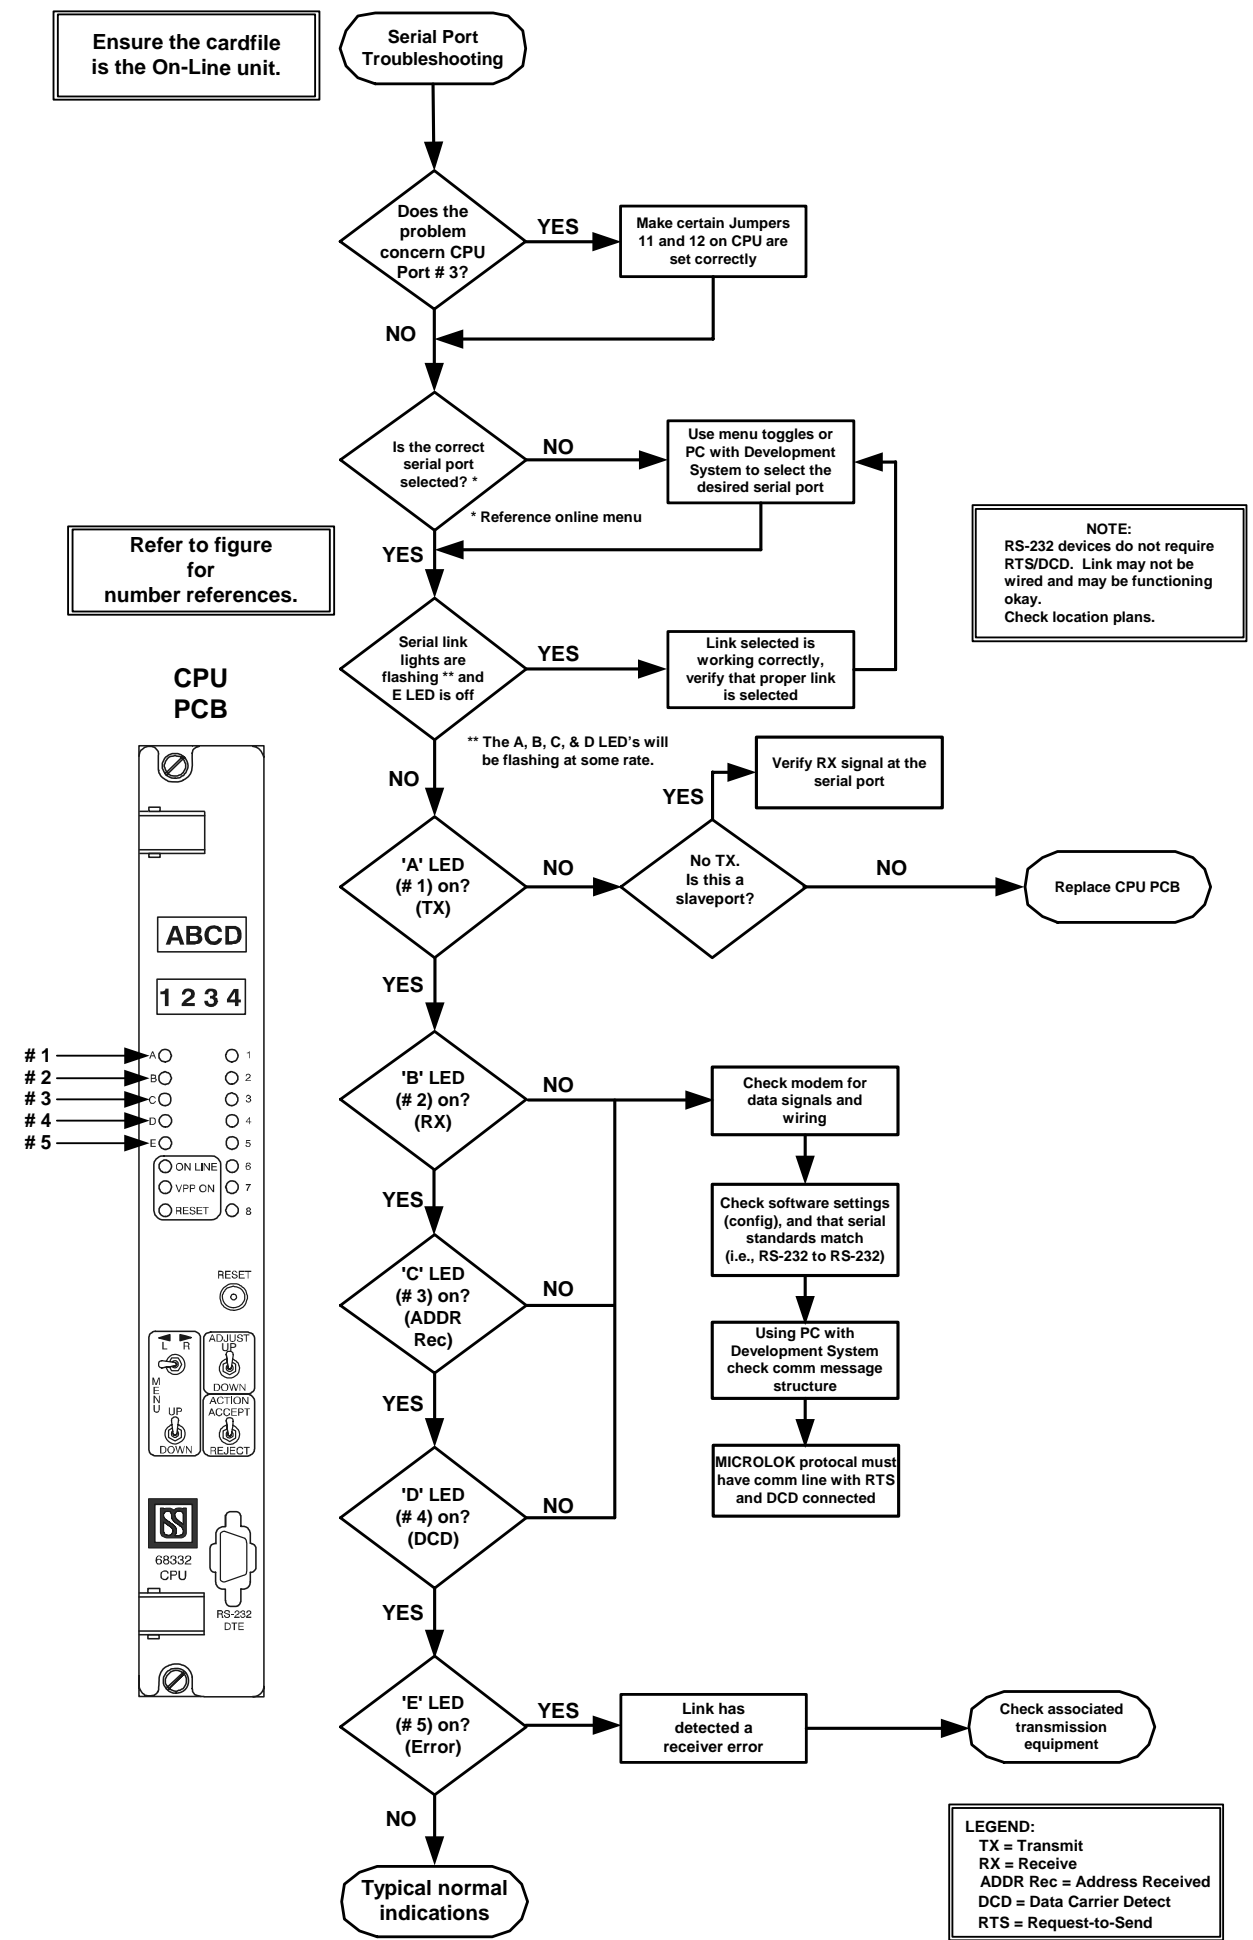 Ensure the cardfile
is the On-Line unit.
Serial Port
Troubleshooting
Does the
problem
concern CPU
Port # 3?
YES
Make certain Jumpers
11 and 12 on CPU are
set correctly
NO
Is the correct
serial port
selected? *
NO
Use menu toggles or
PC with Development
System to select the
desired serial port
* Reference online menu
YES
Refer to figure
for
number references.
NOTE:
RS-232 devices do not require
RTS/DCD. Link may not be
wired and may be functioning
okay.
Check location plans.
Serial link
lights are
flashing ** and
E LED is off
YES
Link selected is
working correctly,
verify that proper link
is selected
** The A, B, C, & D LED's will
be flashing at some rate.
NO
'A' LED
(# 1) on?
(TX)
NO
No TX.
Is this a
slaveport?
YES
Verify RX signal at the
serial port
NO
Replace CPU PCB
YES
'B' LED
(# 2) on?
(RX)
NO
Check modem for
data signals and
wiring
Check software settings
(config), and that serial
standards match
(i.e., RS-232 to RS-232)
Using PC with
Development System
check comm message
structure
MICROLOK protocal must
have comm line with RTS
and DCD connected
YES
'C' LED
(# 3) on?
(ADDR
Rec)
NO
YES
'D' LED
(# 4) on?
(DCD)
NO
YES
'E' LED
(# 5) on?
(Error)
YES
Link has
detected a
receiver error
Check associated
transmission
equipment
NO
Typical normal
indications
CPU
PCB
ABCD
1 2 3 4
# 1 A 1
# 2 B 2
# 3 C 3
# 4 D 4
# 5 E 5
ON LINE 6
VPP ON 7
RESET 8
RESET
L R
MENU
UP
DOWN
ADJUST
UP
DOWN
ACTION
ACCEPT
REJECT
68332
CPU
RS-232
DTE
LEGEND:
TX = Transmit
RX = Receive
ADDR Rec = Address Received
DCD = Data Carrier Detect
RTS = Request-to-Send